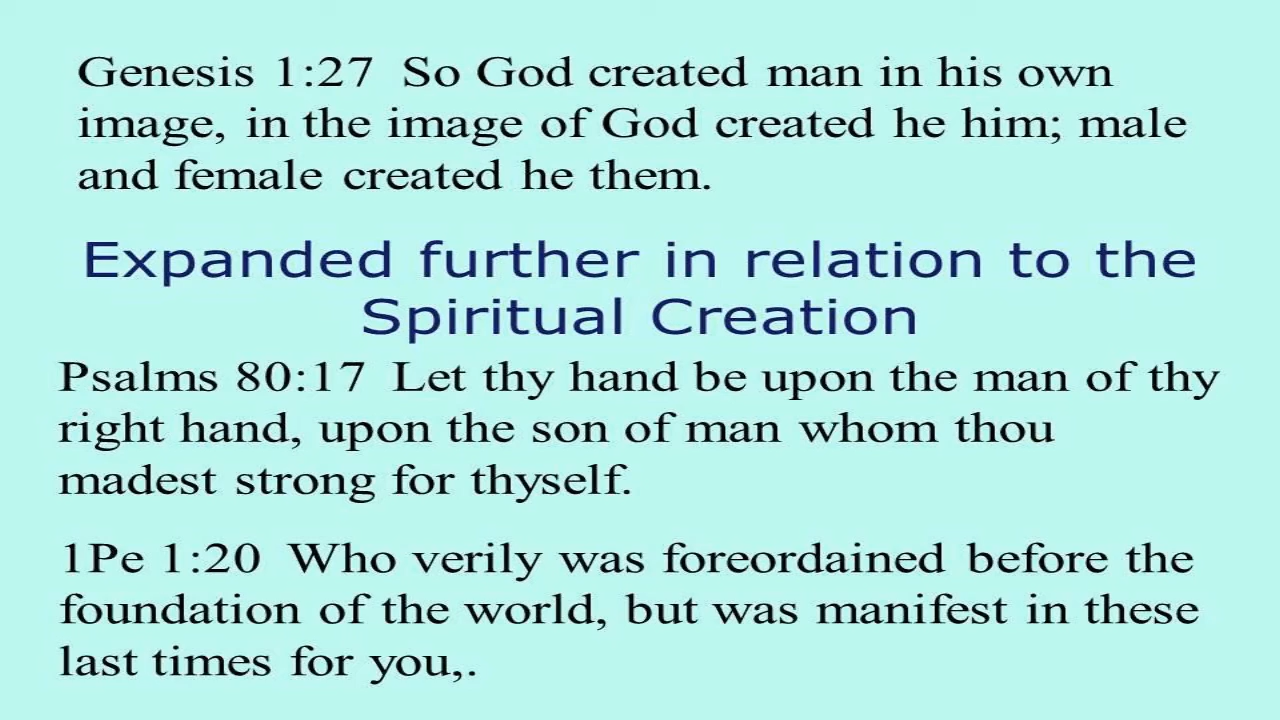 Genesis 1:27 So God created man in his own
image, in the image of God created he him; male
and female created he them.
Expanded further in relation to the
Spiritual Creation
Psalms 80:17 Let thy hand be upon the man of thy
right hand, upon the son of man whom thou
madest strong for thyself.
1Pe 1:20 Who verily was foreordained before the
foundation of the world, but was manifest in these
last times for you,.